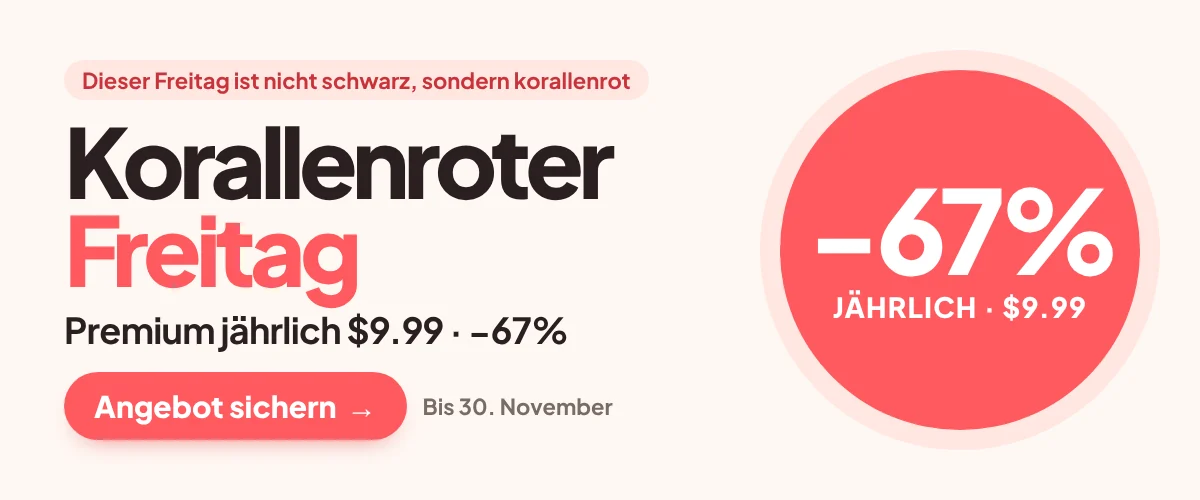 Dieser Freitag ist nicht schwarz, sondern korallenrot
Korallenroter
Freitag
Premium jährlich $9.99 · −67%
Angebot sichern →
Bis 30. November
−67%
JÄHRLICH · $9.99